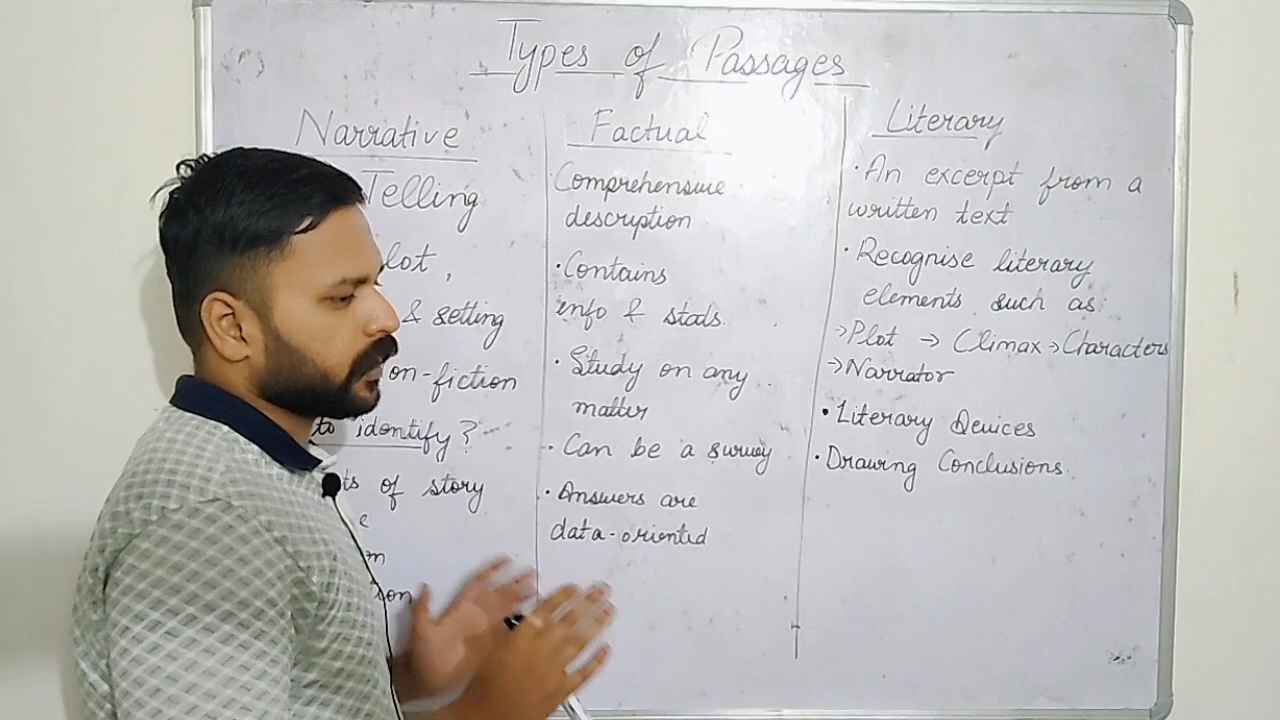 Types of Passages
Narrative
Telling
& setting
on-fiction
to identify?
of story
Factual
Comprehensive
description
·Contains
info & stats.
·Study on any
matter
·Can be a survey
·Answers are
data-oriented
Literary
·An excerpt from a
written text
·Recognise literary
elements such as:
→Plot → Climax →Characters
→Narrator
·Literary Devices
·Drawing Conclusions.